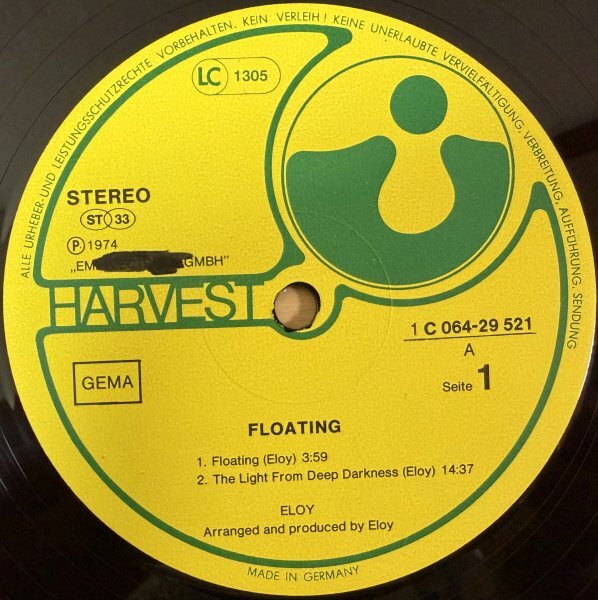 ALLE URHEBER- UND LEISTUNGSSCHUTZRECHTE VORBEHALTEN. KEIN VERLEIH! KEINE UNERLAUBTE VERVIELFÄLTIGUNG, VERBREITUNG, AUFFÜHRUNG, SENDUNG
LC 1305
STEREO
ST 33
Ⓟ 1974
GMBH"
HARVEST
1 C 064-29 521
A
GEMA
Seite 1
FLOATING
1. Floating (Eloy) 3:59
2. The Light From Deep Darkness (Eloy) 14:37
ELOY
Arranged and produced by Eloy
MADE IN GERMANY